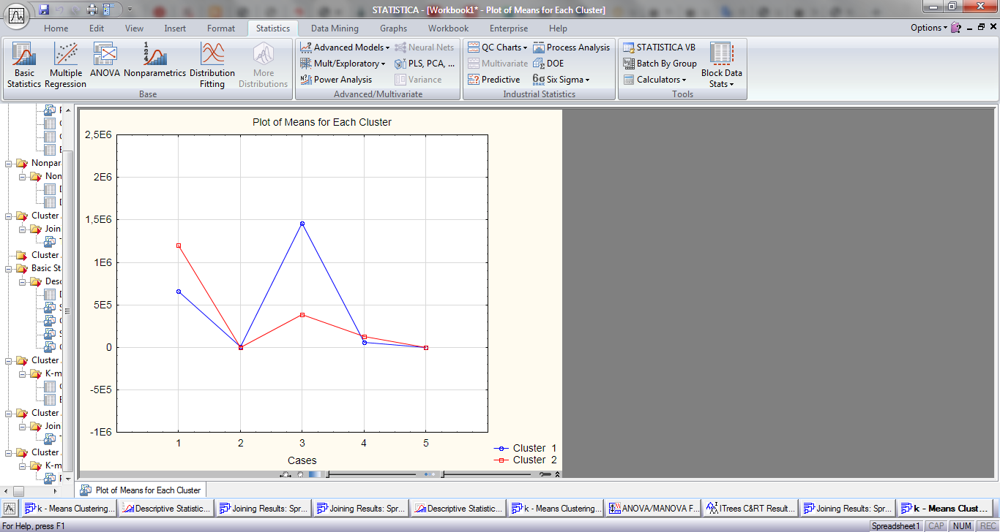 STATISTICA - [Workbook1* - Plot of Means for Each Cluster]
Home Edit View Insert Format Statistics Data Mining Graphs Workbook Enterprise Help Options
Basic Statistics
Multiple Regression
ANOVA
Nonparametrics
Distribution Fitting
More Distributions
Base
Advanced Models
Neural Nets
Mult/Exploratory
PLS, PCA, ...
Power Analysis
Variance
Advanced/Multivariate
QC Charts
Process Analysis
Multivariate
DOE
Predictive
Six Sigma
Industrial Statistics
STATISTICA VB
Batch By Group
Calculators
Block Data Stats
Tools
Nonpar
Non
Cluster
Join
Cluster
Basic St
Desc
Cluster
K-m
Cluster
Join
Cluster
K-m
Plot of Means for Each Cluster
2,5E6
2E6
1,5E6
1E6
5E5
0
-5E5
-1E6
1 2 3 4 5
Cases
Cluster 1
Cluster 2
Plot of Means for Each Cluster
k - Means Clustering...
Descriptive Statistic...
Joining Results: Spr...
Joining Results: Spr...
Descriptive Statistic...
k - Means Clustering...
ANOVA/MANOVA F...
ITrees C&RT Result...
Joining Results: Spr...
k - Means Clust...
For Help, press F1
Spreadsheet1 CAP NUM REC